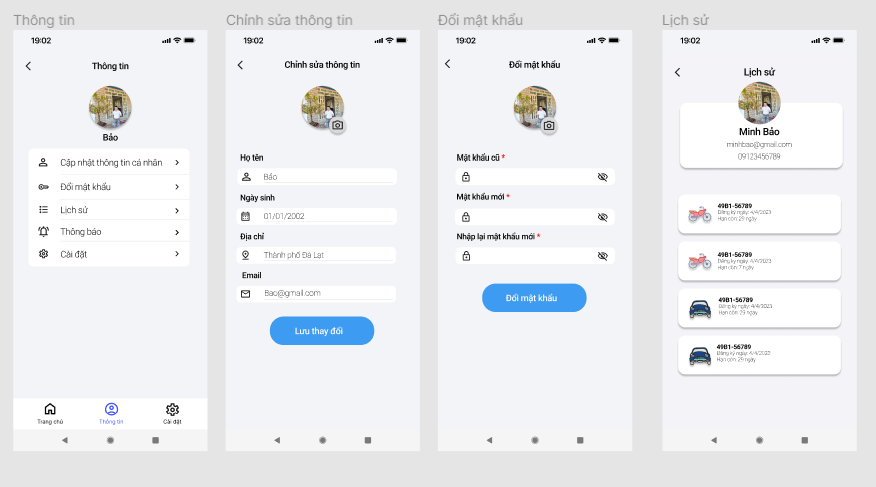 Thông tin
19:02
Thông tin
Bảo
Cập nhật thông tin cá nhân
Đổi mật khẩu
Lịch sử
Thông báo
Cài đặt
Trang chủ
Thông tin
Cài đặt
Chỉnh sửa thông tin
19:02
Chỉnh sửa thông tin
Họ tên
Bảo
Ngày sinh
01/01/2002
Địa chỉ
Thành phố Đà Lạt
Email
Bao@gmail.com
Lưu thay đổi
Đổi mật khẩu
19:02
Đổi mật khẩu
Mật khẩu cũ *
Mật khẩu mới *
Nhập lại mật khẩu mới *
Đổi mật khẩu
Lịch sử
19:02
Lịch sử
Minh Bảo
minhbao@gmail.com
09123456789
49B1-56789
Đăng ký ngày: 4/4/2023
Hạn còn: 29 ngày
49B1-56789
Đăng ký ngày: 4/4/2023
Hạn còn: 7 ngày
49B1-56789
Đăng ký ngày: 4/4/2023
Hạn còn: 29 ngày
49B1-56789
Đăng ký ngày: 4/4/2023
Hạn còn: 29 ngày